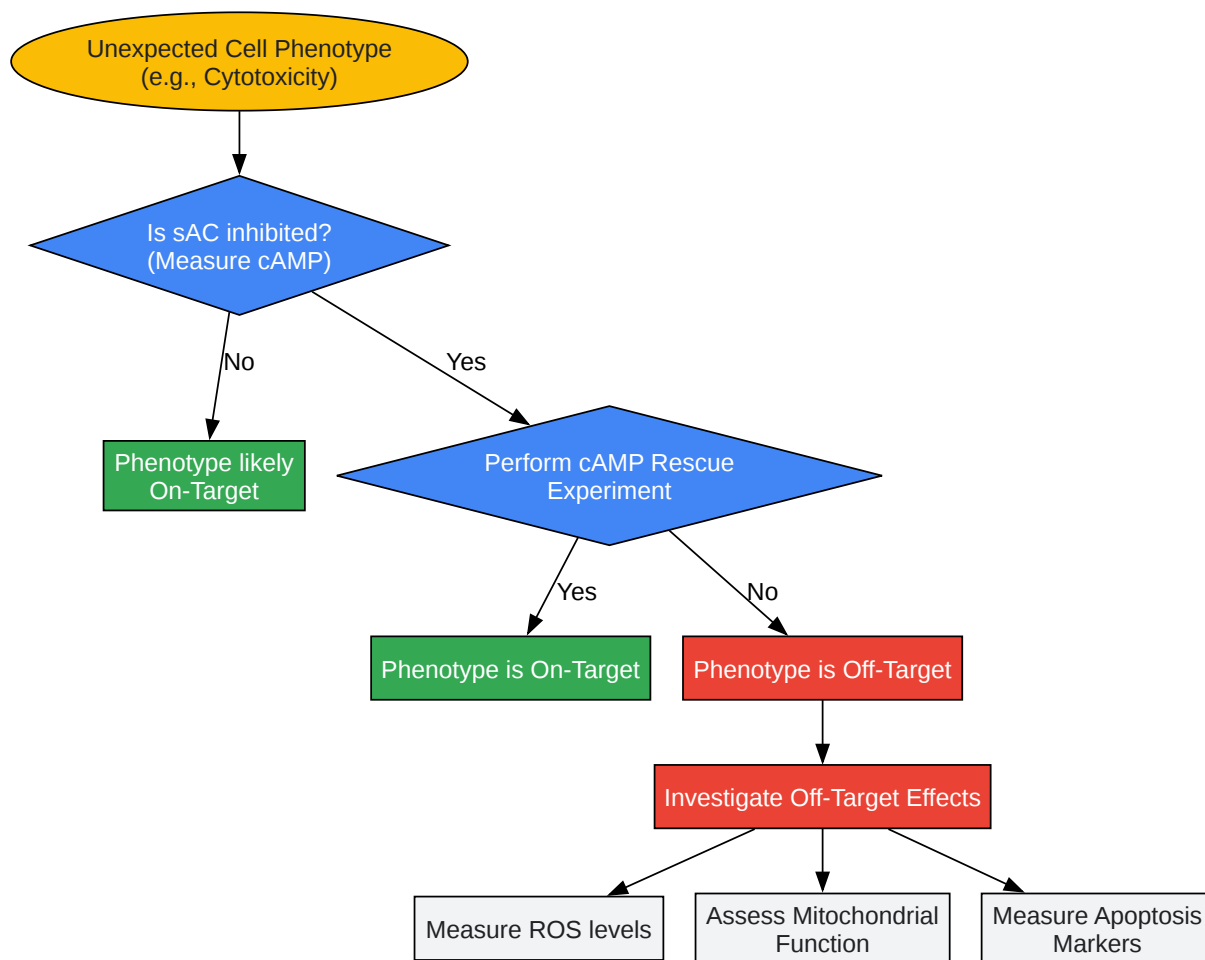 Unexpected Cell Phenotype
(e.g., Cytotoxicity)
Is sAC inhibited?
(Measure cAMP)
No
Yes
Phenotype likely
On-Target
Perform cAMP Rescue
Experiment
Yes
No
Phenotype is On-Target
Phenotype is Off-Target
Investigate Off-Target Effects
Measure ROS levels
Assess Mitochondrial
Function
Measure Apoptosis
Markers